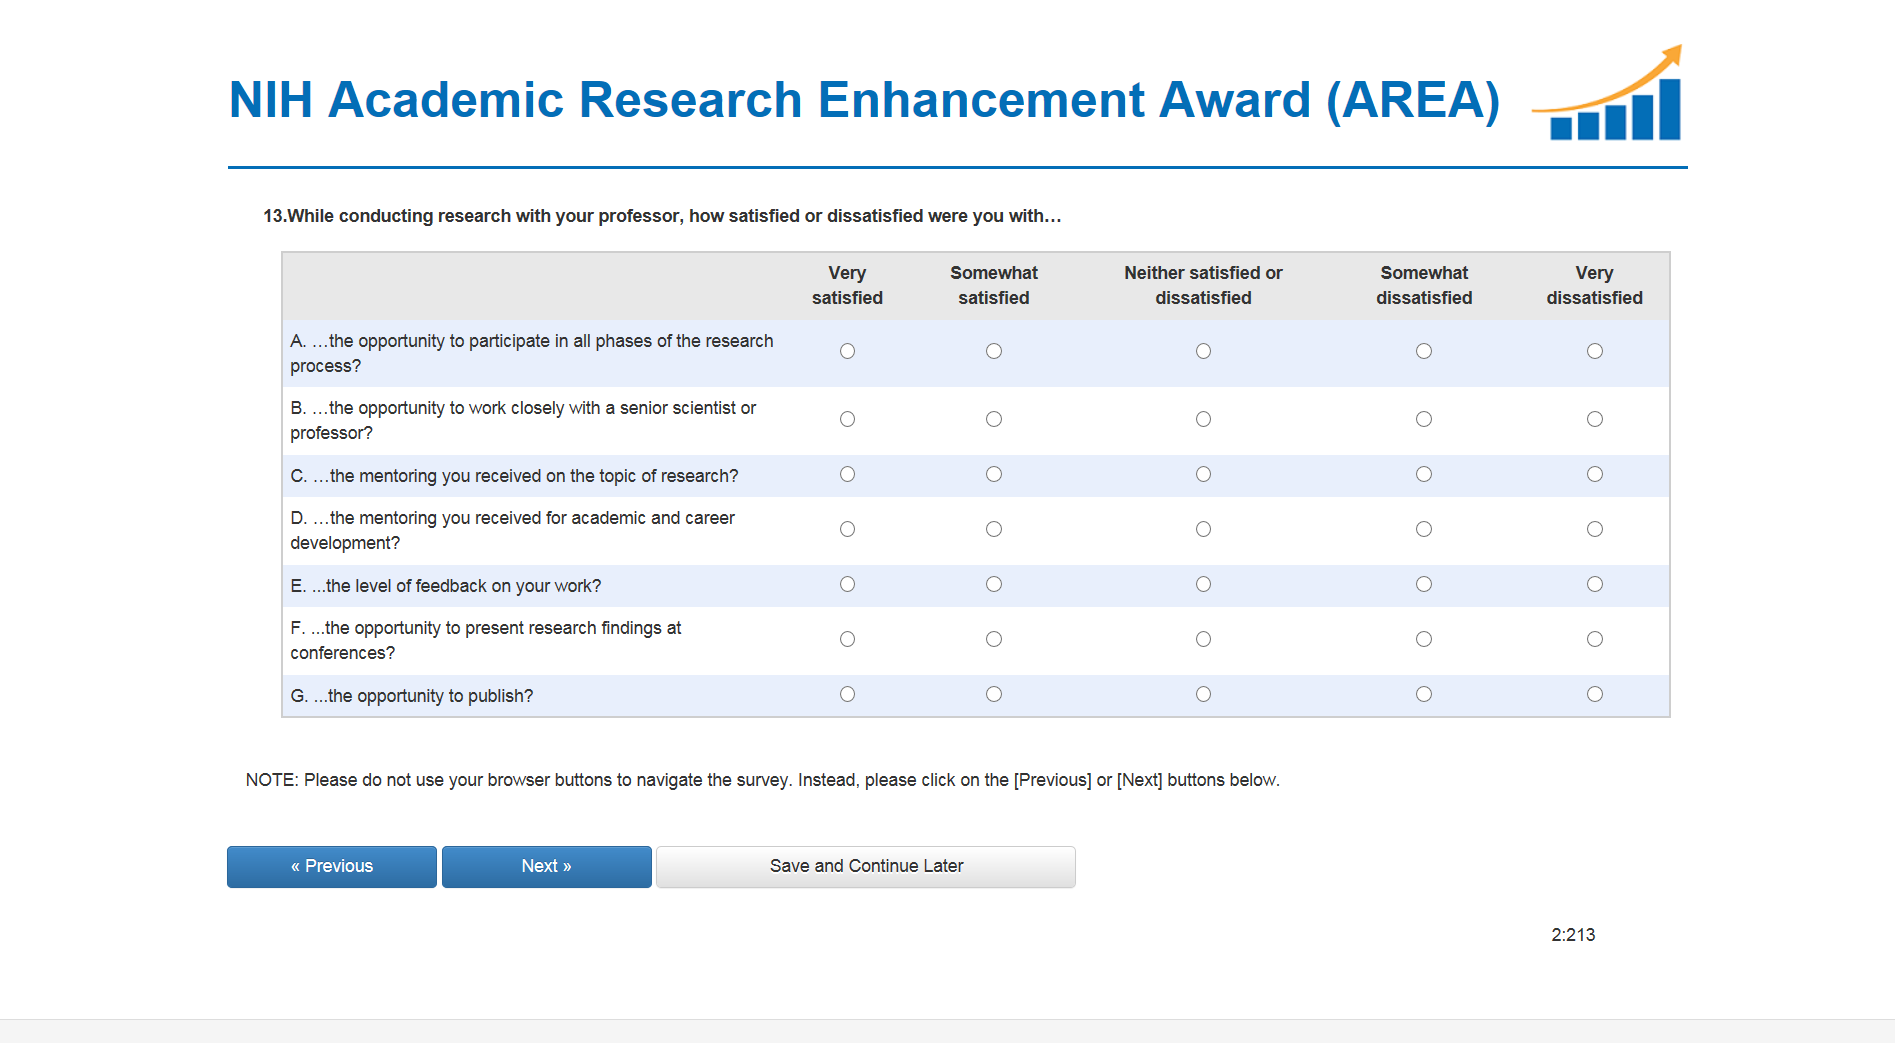 NIH Academic Research Enhancement Award (AREA)
13.While conducting research with your professor, how satisfied or dissatisfied were you with…
Very
satisfied
Somewhat
satisfied
Neither satisfied or
dissatisfied
Somewhat
dissatisfied
Very
dissatisfied
A. …the opportunity to participate in all phases of the research
process?
B. …the opportunity to work closely with a senior scientist or
professor?
C. …the mentoring you received on the topic of research?
D. …the mentoring you received for academic and career
development?
E. ...the level of feedback on your work?
F. ...the opportunity to present research findings at
conferences?
G. ...the opportunity to publish?
NOTE: Please do not use your browser buttons to navigate the survey. Instead, please click on the [Previous] or [Next] buttons below.
« Previous
Next »
Save and Continue Later
2:213